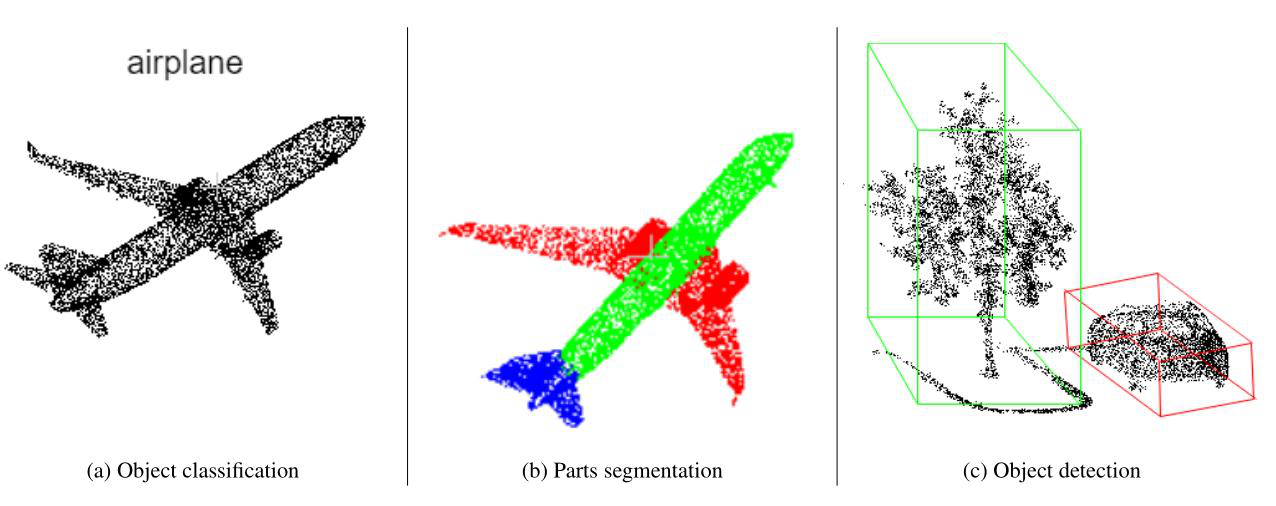 airplane
(a) Object classification
(b) Parts segmentation
(c) Object detection